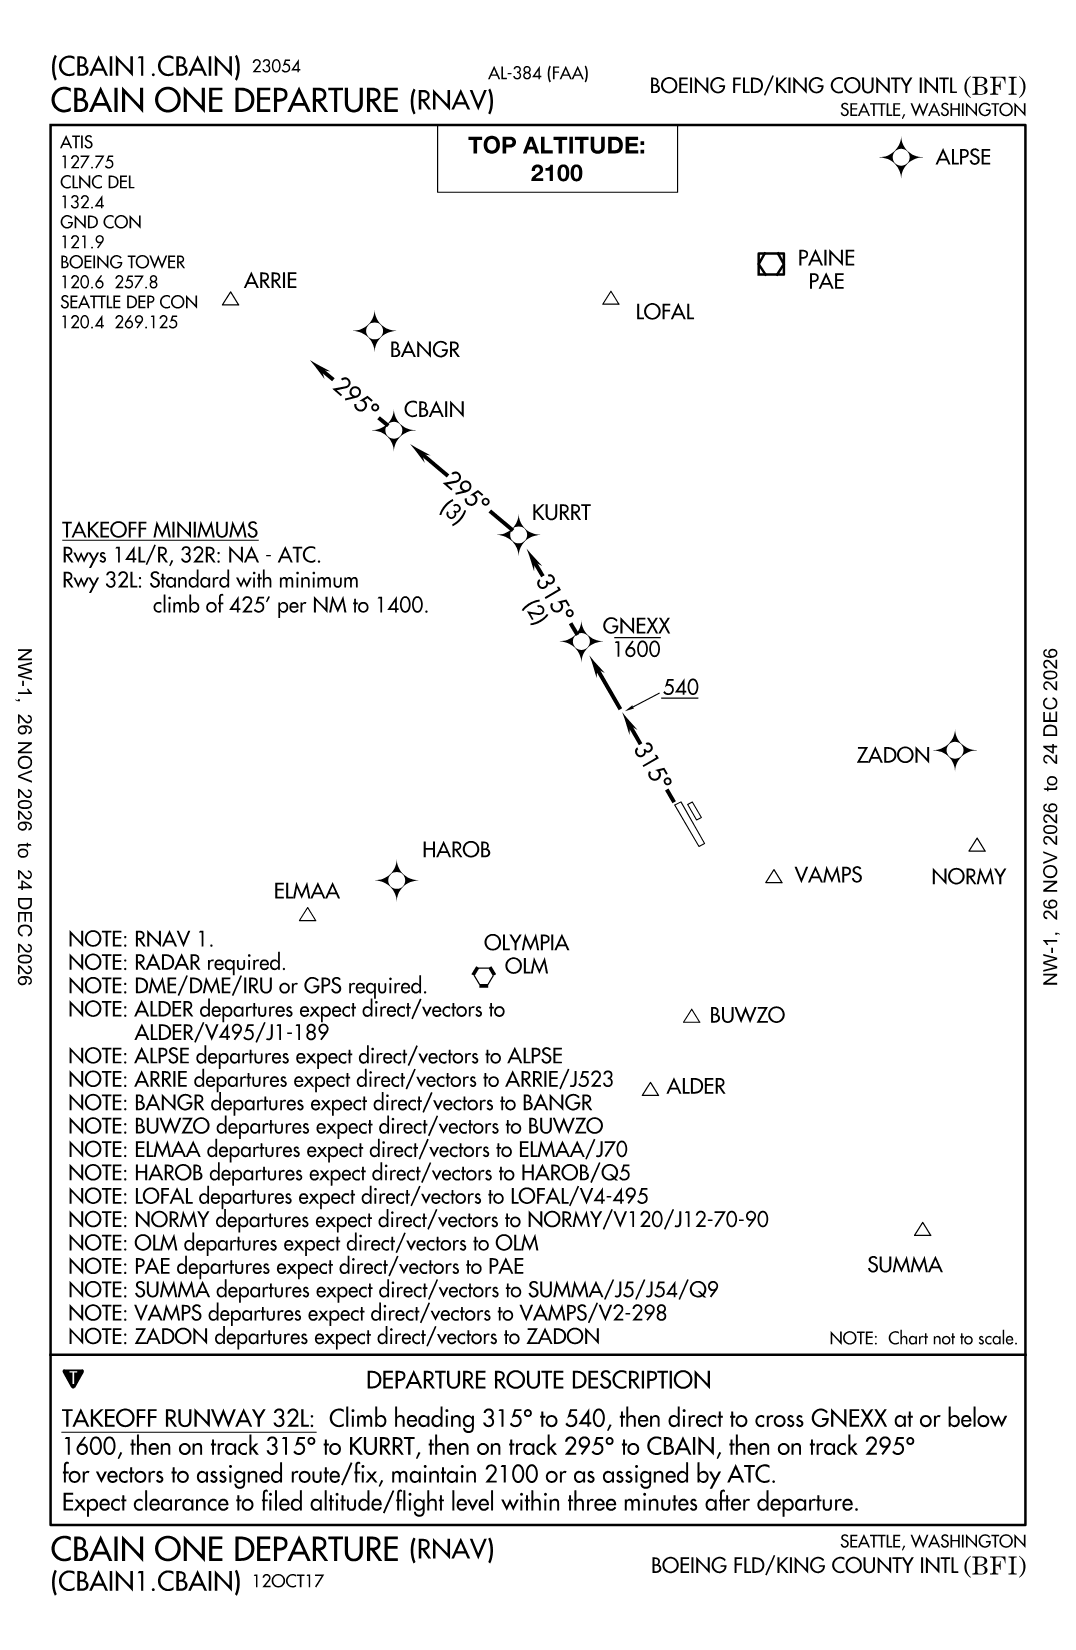 (CBAIN1.CBAIN) 23054
AL-384 (FAA)
BOEING FLD/KING COUNTY INTL (BFI)
CBAIN ONE DEPARTURE (RNAV)
SEATTLE, WASHINGTON
ATIS
127.75
CLNC DEL
132.4
GND CON
121.9
BOEING TOWER
120.6 257.8
SEATTLE DEP CON
120.4 269.125
TOP ALTITUDE:
2100
ALPSE
PAINE
PAE
ARRIE
LOFAL
BANGR
295°
CBAIN
295°
(3)
KURRT
TAKEOFF MINIMUMS
Rwys 14L/R, 32R: NA - ATC.
Rwy 32L: Standard with minimum
climb of 425' per NM to 1400.
315°
(2)
GNEXX
1600
540
315°
ZADON
HAROB
ELMAA
VAMPS
NORMY
OLYMPIA
OLM
BUWZO
ALDER
SUMMA
NOTE: RNAV 1.
NOTE: RADAR required.
NOTE: DME/DME/IRU or GPS required.
NOTE: ALDER departures expect direct/vectors to
ALDER/V495/J1-189
NOTE: ALPSE departures expect direct/vectors to ALPSE
NOTE: ARRIE departures expect direct/vectors to ARRIE/J523
NOTE: BANGR departures expect direct/vectors to BANGR
NOTE: BUWZO departures expect direct/vectors to BUWZO
NOTE: ELMAA departures expect direct/vectors to ELMAA/J70
NOTE: HAROB departures expect direct/vectors to HAROB/Q5
NOTE: LOFAL departures expect direct/vectors to LOFAL/V4-495
NOTE: NORMY departures expect direct/vectors to NORMY/V120/J12-70-90
NOTE: OLM departures expect direct/vectors to OLM
NOTE: PAE departures expect direct/vectors to PAE
NOTE: SUMMA departures expect direct/vectors to SUMMA/J5/J54/Q9
NOTE: VAMPS departures expect direct/vectors to VAMPS/V2-298
NOTE: ZADON departures expect direct/vectors to ZADON
NOTE: Chart not to scale.
NW-1, 26 NOV 2026 to 24 DEC 2026
NW-1, 26 NOV 2026 to 24 DEC 2026
T
DEPARTURE ROUTE DESCRIPTION
TAKEOFF RUNWAY 32L: Climb heading 315° to 540, then direct to cross GNEXX at or below
1600, then on track 315° to KURRT, then on track 295° to CBAIN, then on track 295°
for vectors to assigned route/fix, maintain 2100 or as assigned by ATC.
Expect clearance to filed altitude/flight level within three minutes after departure.
CBAIN ONE DEPARTURE (RNAV)
SEATTLE, WASHINGTON
BOEING FLD/KING COUNTY INTL (BFI)
(CBAIN1.CBAIN) 12OCT17